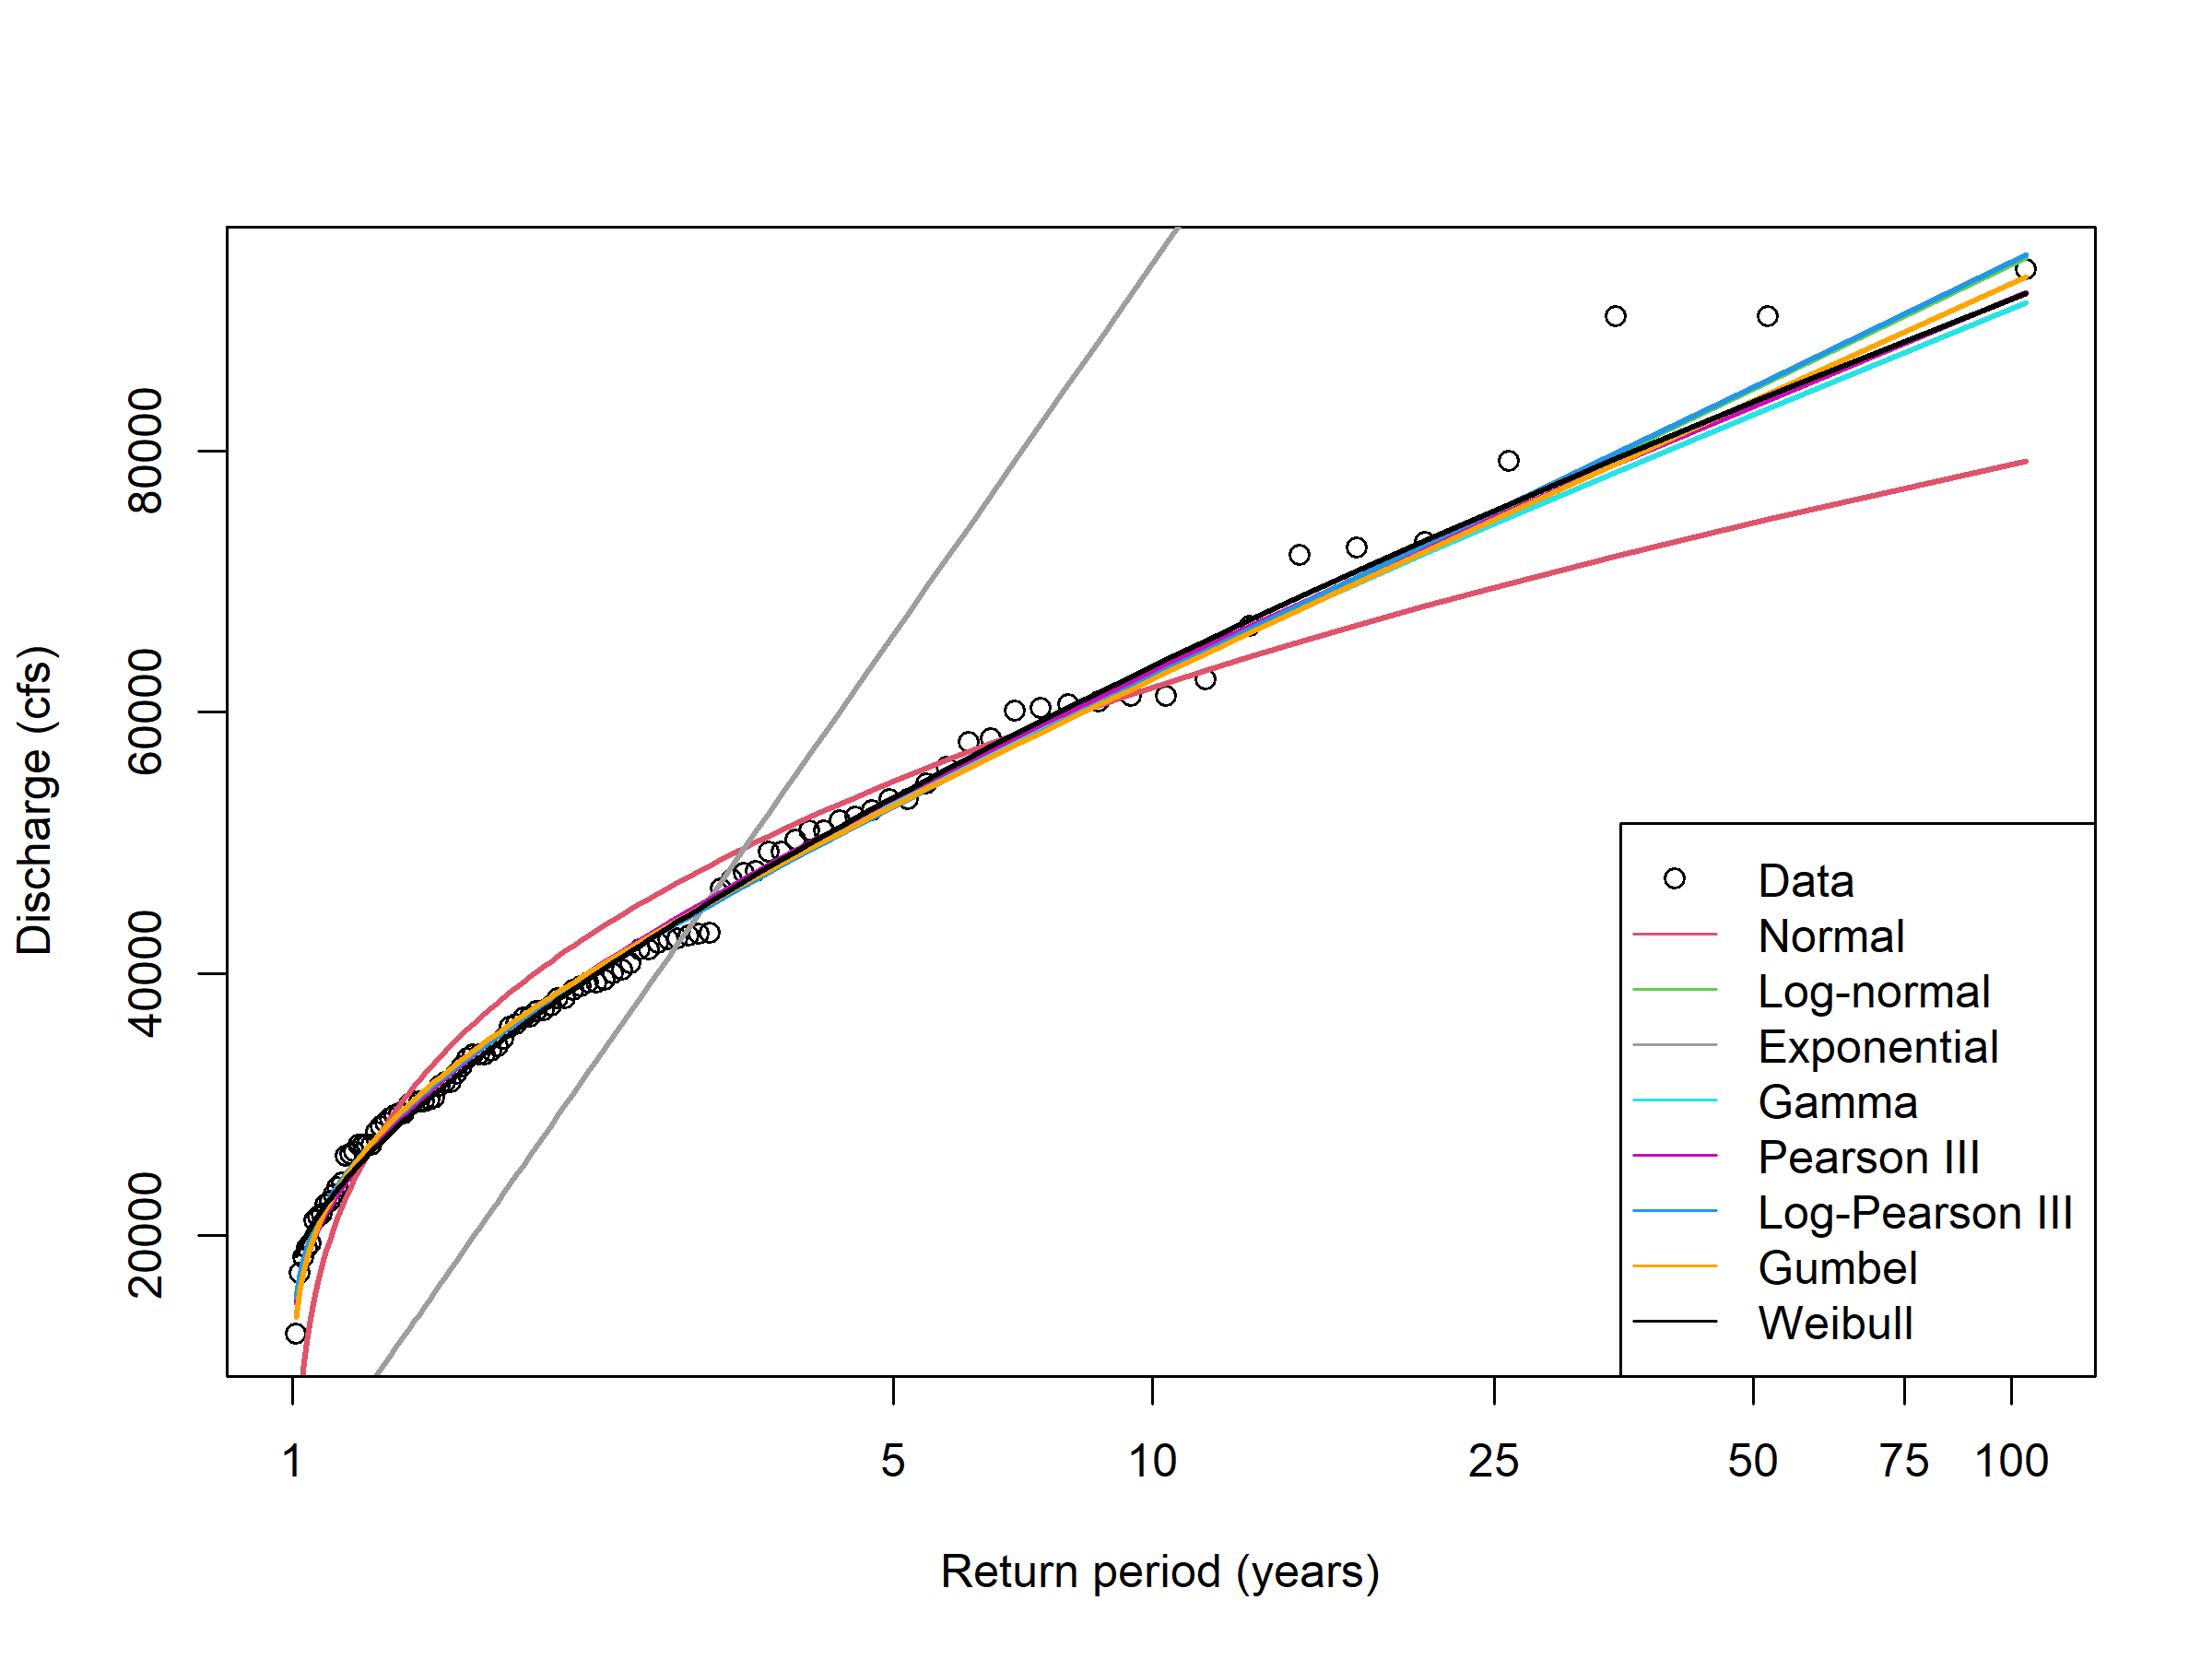 Discharge (cfs)
80000
60000
40000
20000
1 5 10 25 50 75 100
Return period (years)
Data
Normal
Log-normal
Exponential
Gamma
Pearson III
Log-Pearson III
Gumbel
Weibull